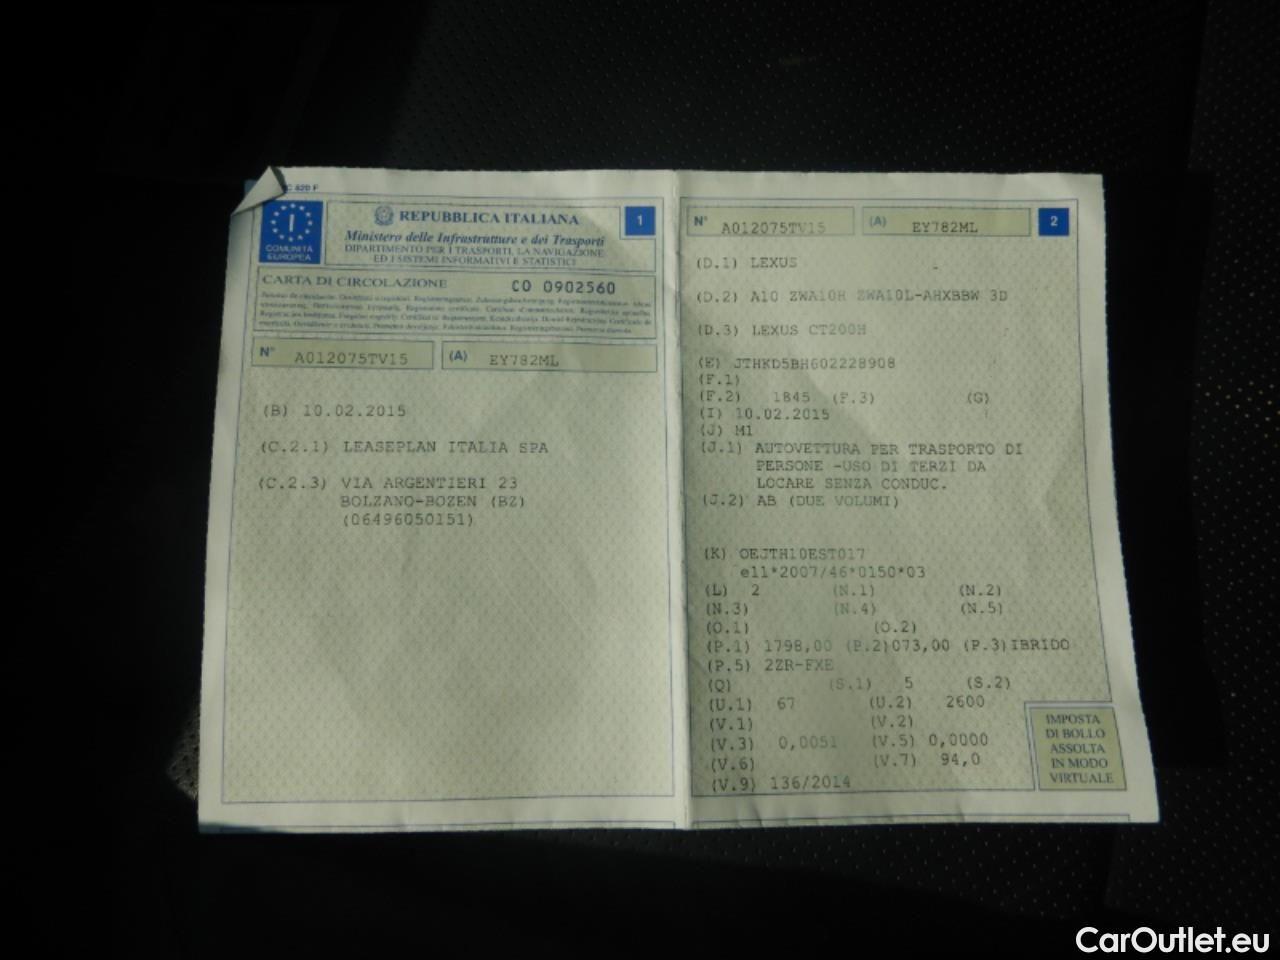 C 820 F
I
COMUNITÀ
EUROPEA
REPUBBLICA ITALIANA
1
Ministero delle Infrastrutture e dei Trasporti
DIPARTIMENTO PER I TRASPORTI, LA NAVIGAZIONE
ED I SISTEMI INFORMATIVI E STATISTICI
CARTA DI CIRCOLAZIONE CO 0902560
N° A012075TV15 (A) EY782ML
(B) 10.02.2015
(C.2.1) LEASEPLAN ITALIA SPA
(C.2.3) VIA ARGENTIERI 23
BOLZANO-BOZEN (BZ)
(06496050151)
N° A012075TV15 (A) EY782ML 2
(D.1) LEXUS
(D.2) A10 ZWA10H ZWA10L-AHXBBW 3D
(D.3) LEXUS CT200H
(E) JTHKD5BH602228908
(F.1)
(F.2) 1845 (F.3) (G)
(I) 10.02.2015
(J) M1
(J.1) AUTOVETTURA PER TRASPORTO DI
PERSONE -USO DI TERZI DA
LOCARE SENZA CONDUC.
(J.2) AB (DUE VOLUMI)
(K) OEJTH10EST017
e11*2007/46*0150*03
(L) 2 (N.1) (N.2)
(N.3) (N.4) (N.5)
(O.1) (O.2)
(P.1) 1798,00 (P.2)073,00 (P.3)IBRIDO
(P.5) 2ZR-FXE
(Q) (S.1) 5 (S.2)
(U.1) 67 (U.2) 2600
(V.1) (V.2)
(V.3) 0,0051 (V.5) 0,0000
(V.6) (V.7) 94,0
(V.9) 136/2014
IMPOSTA
DI BOLLO
ASSOLTA
IN MODO
VIRTUALE
CarOutlet.eu